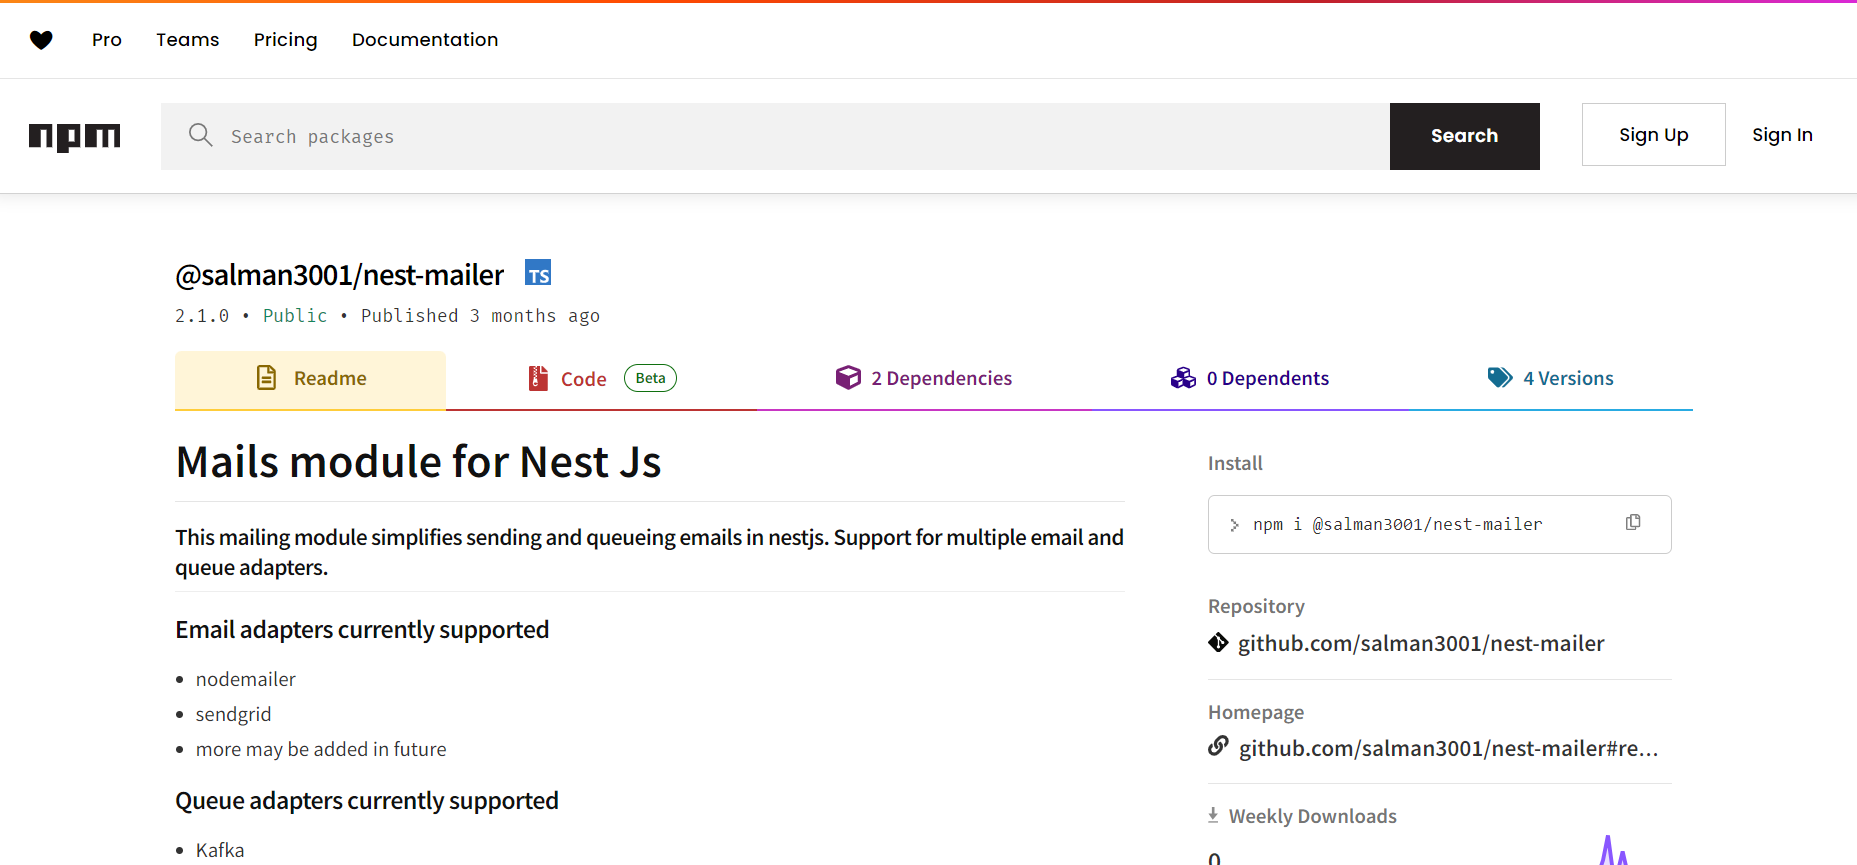 Pro Teams Pricing Documentation
npm Search packages Search Sign Up Sign In
@salman3001/nest-mailer TS
2.1.0 • Public • Published 3 months ago
Readme Code Beta 2 Dependencies 0 Dependents 4 Versions
Mails module for Nest Js
This mailing module simplifies sending and queueing emails in nestjs. Support for multiple email and
queue adapters.
Email adapters currently supported
• nodemailer
• sendgrid
• more may be added in future
Queue adapters currently supported
• Kafka
Install
> npm i @salman3001/nest-mailer
Repository
github.com/salman3001/nest-mailer
Homepage
github.com/salman3001/nest-mailer#re...
Weekly Downloads
0